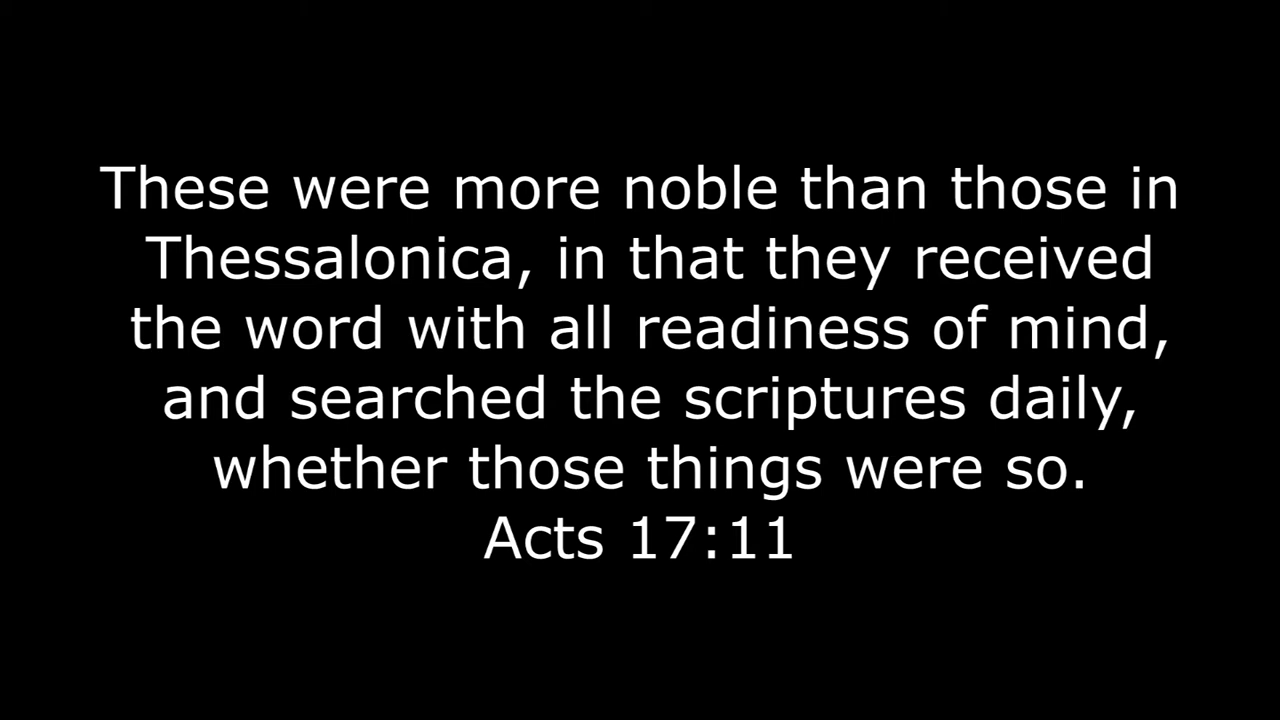 These were more noble than those in
Thessalonica, in that they received
the word with all readiness of mind,
and searched the scriptures daily,
whether those things were so.
Acts 17:11